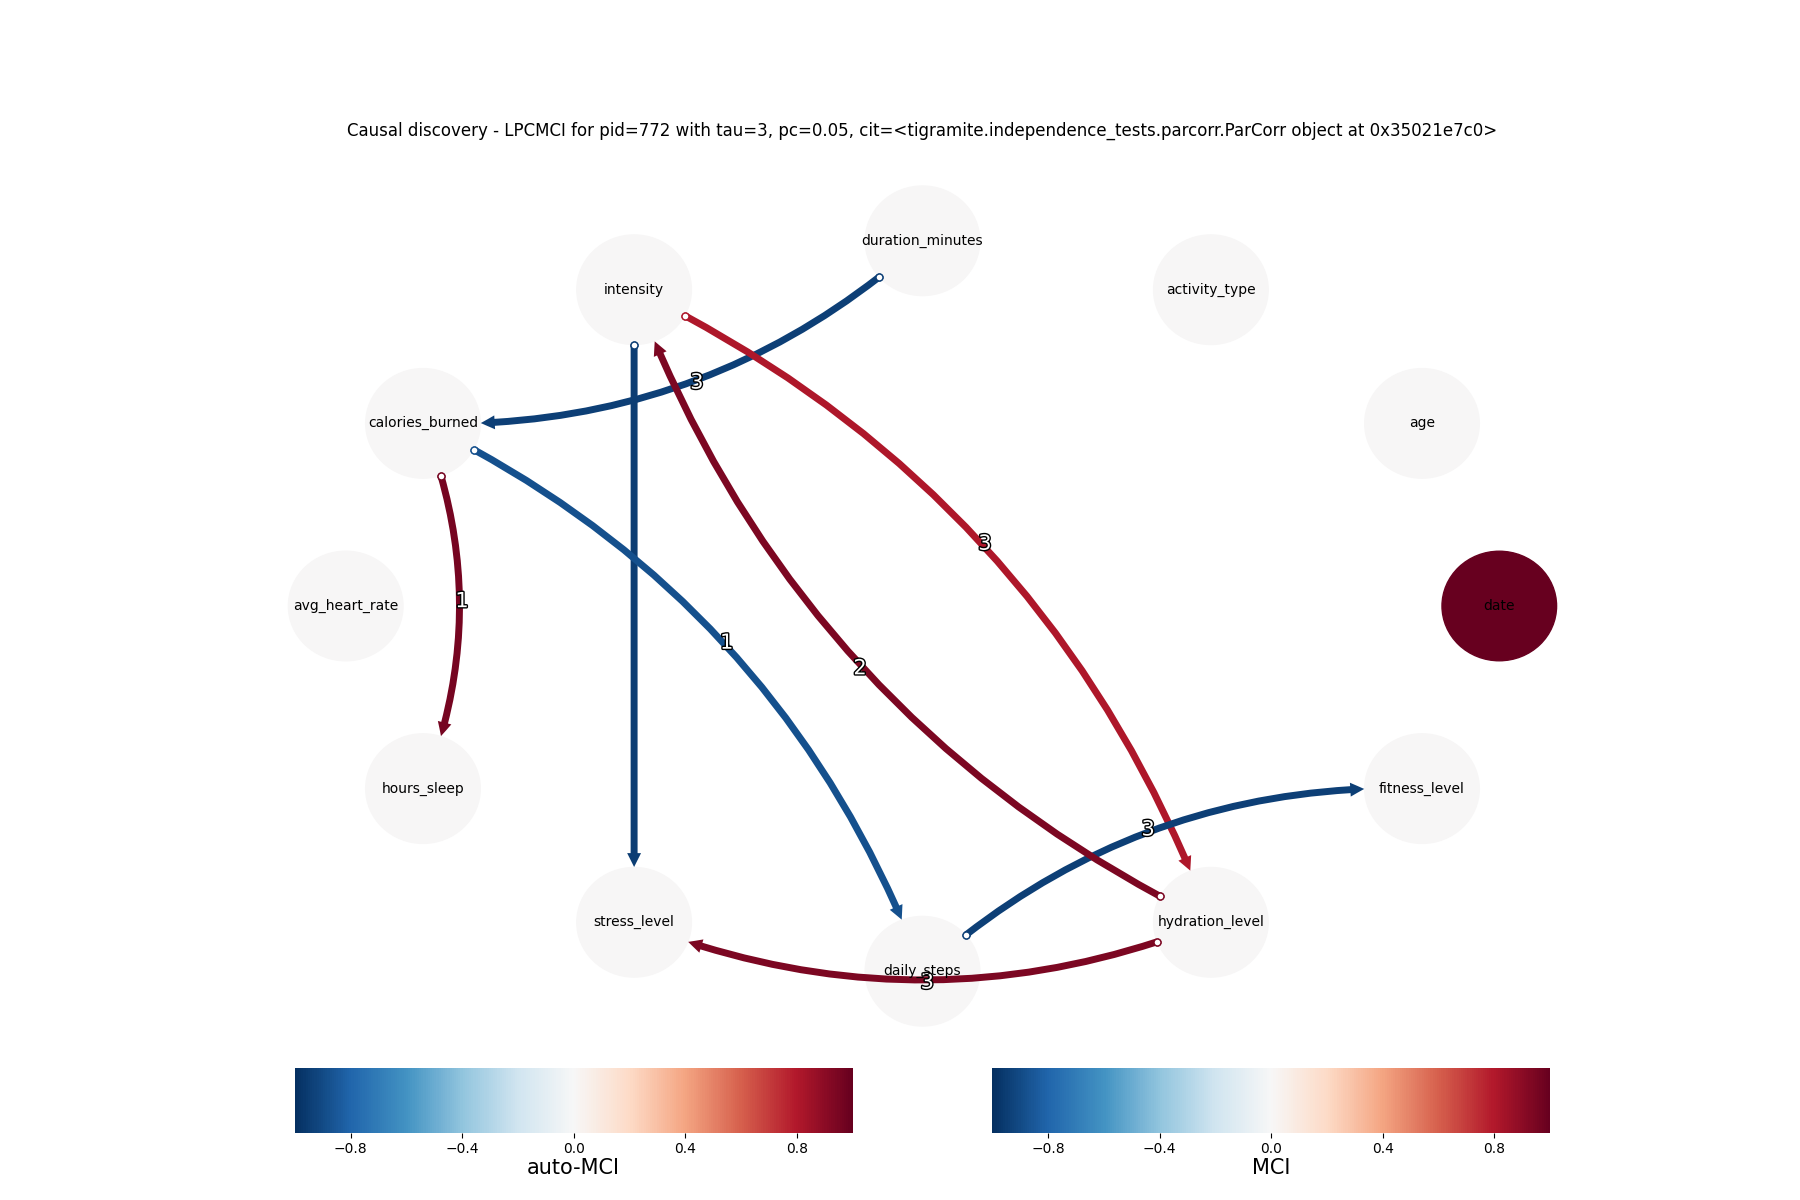 Causal discovery - LPCMCI for pid=772 with tau=3, pc=0.05, cit=<tigramite.independence_tests.parcorr.ParCorr object at 0x35021e7c0>
duration_minutes
intensity
activity_type
3
calories_burned
age
3
1
avg_heart_rate
date
1
2
hours_sleep
fitness_level
3
stress_level
hydration_level
daily_steps
3
−0.8 −0.4 0.0 0.4 0.8
auto-MCI
−0.8 −0.4 0.0 0.4 0.8
MCI